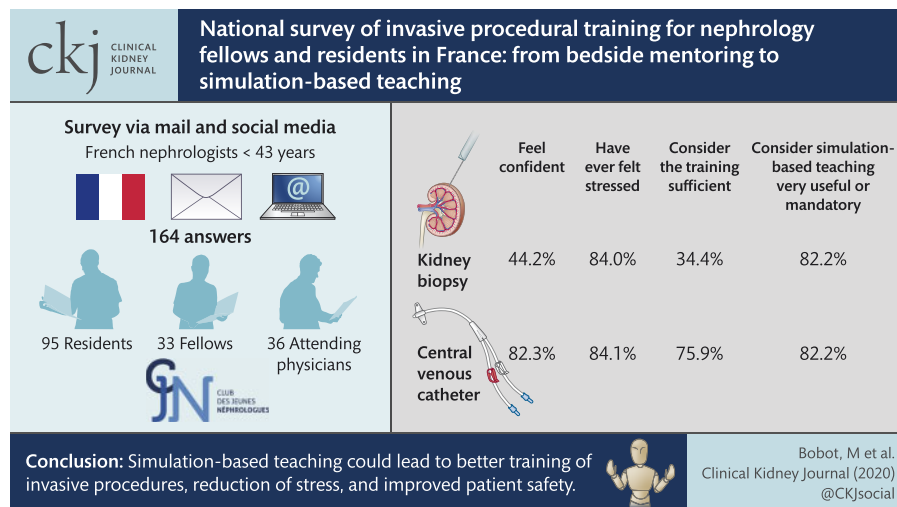 ckj
CLINICAL
KIDNEY
JOURNAL
National survey of invasive procedural training for nephrology
fellows and residents in France: from bedside mentoring to
simulation-based teaching
Survey via mail and social media
French nephrologists < 43 years
@
164 answers
95 Residents
33 Fellows
36 Attending
physicians
CJN
CLUB
DES JEUNES
NÉPHROLOGUES
Feel
confident
Have
ever felt
stressed
Consider
the training
sufficient
Consider simulation-
based teaching
very useful or
mandatory
Kidney
biopsy
44.2%
84.0%
34.4%
82.2%
Central
venous
catheter
82.3%
84.1%
75.9%
82.2%
Conclusion: Simulation-based teaching could lead to better training of
invasive procedures, reduction of stress, and improved patient safety.
Bobot, M et al.
Clinical Kidney Journal (2020)
@CKJsocial